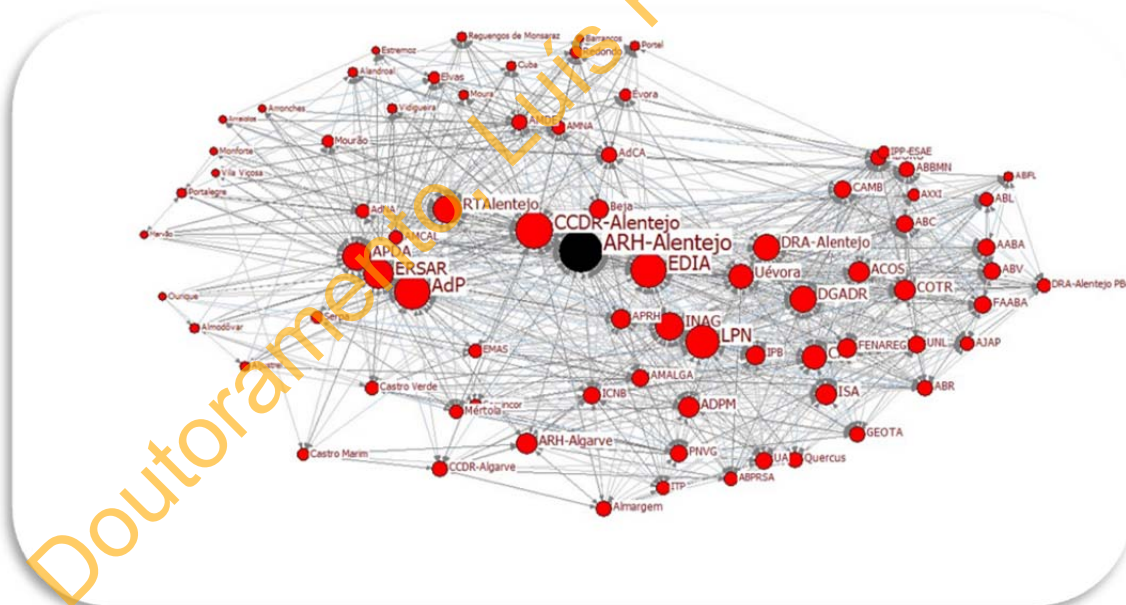 Doutoramento, Luís
Reguengos de Monsaraz
Barrancos
Redondo
Portel
Estremoz
Cuba
Alandroal
Elvas
Moura
Évora
Arronches
Vidigueira
AMDE
AMNA
Mourão
Monforte
AdCA
IPP-ESAE
Vila Viçosa
ABBMN
ABPL
Portalegre
CAMB
AXXI
ABL
RTAlentejo
Beja
AdNA
CCDR-Alentejo
ABC
Marvão
AMCAL
ARH-Alentejo
DRA-Alentejo
AABA
APDA
EDIA
ERSAR
Uévora
ACOS
ABV
AdP
COTR
DRA-Alentejo PB
Ourique
DGADR
FAABA
Serpa
APRH
INAG
Almodôvar
LPN
EMAS
IPB
FENAREG
UNL
AJAP
Aljustrel
AMALGA
Castro Verde
ICNB
ISA
ABR
Mértola
ADPM
ARH-Algarve
GEOTA
Castro Marim
PNVG
CCDR-Algarve
UA
Quercus
ABPRSA
ITP
Almargem